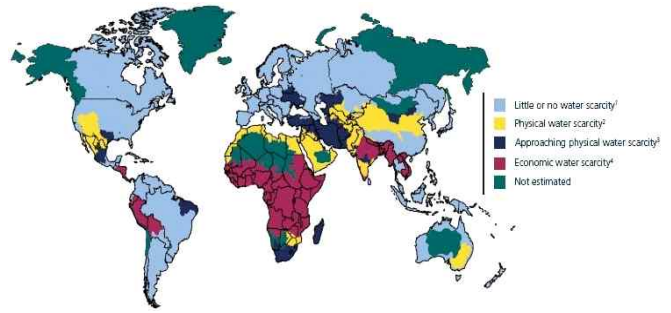 Little or no water scarcity¹
Physical water scarcity²
Approaching physical water scarcity³
Economic water scarcity⁴
Not estimated